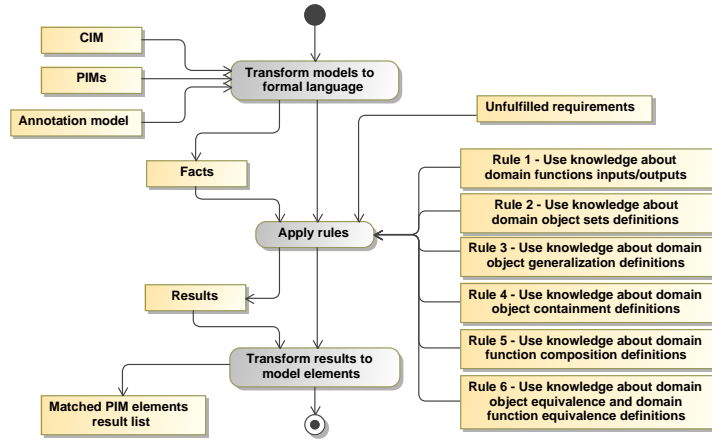 CIM
PIMs
Annotation model
Transform models to
formal language
Unfulfilled requirements
Facts
Rule 1 - Use knowledge about
domain functions inputs/outputs
Rule 2 - Use knowledge about
domain object sets definitions
Apply rules
Rule 3 - Use knowledge about domain
object generalization definitions
Results
Rule 4 - Use knowledge about domain
object containment definitions
Rule 5 - Use knowledge about domain
function composition definitions
Transform results to
model elements
Rule 6 - Use knowledge about domain
object equivalence and domain
function equivalence definitions
Matched PIM elements
result list